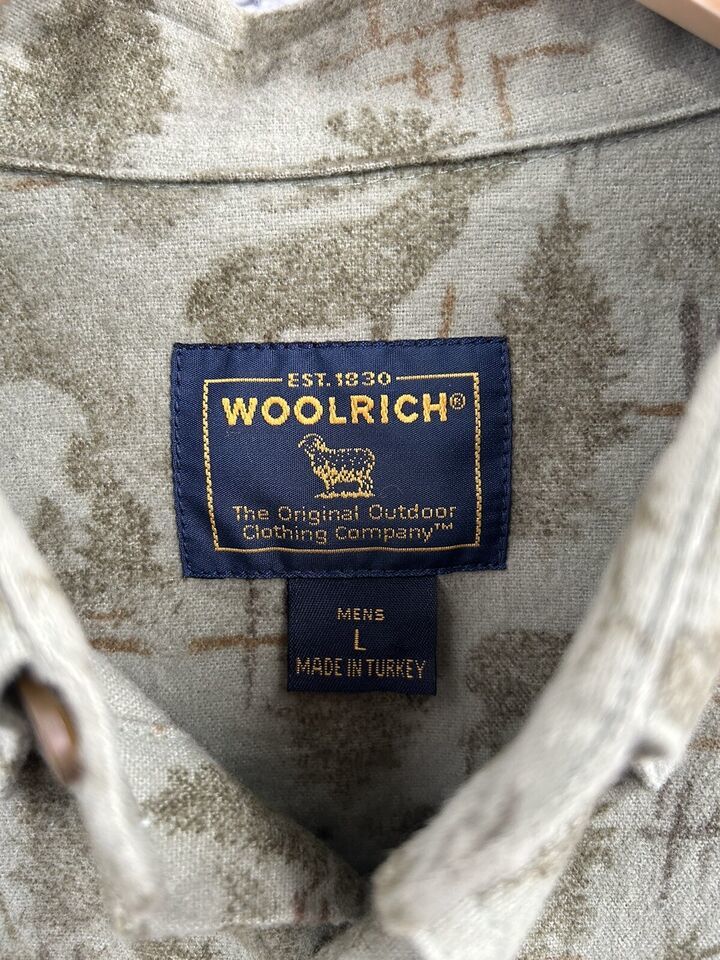 EST. 1830
WOOLRICH®
The Original Outdoor
Clothing Company™
MENS
L
MADE IN TURKEY